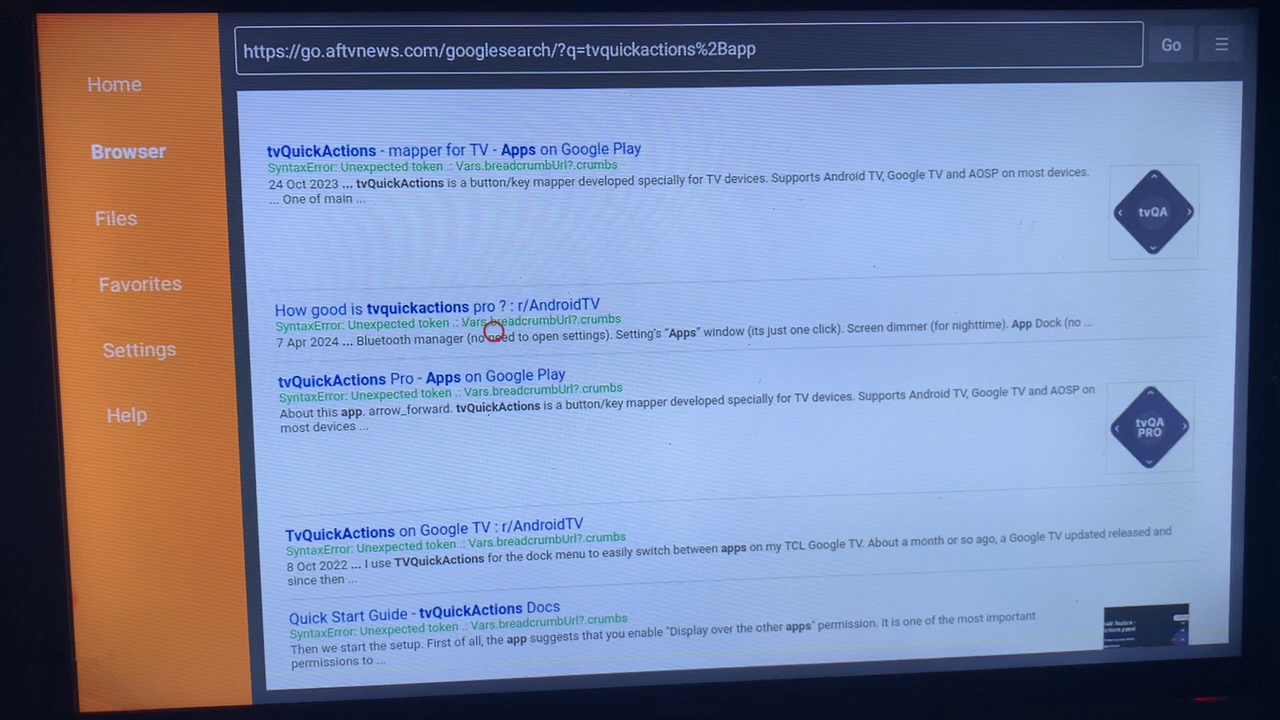 https://go.aftvnews.com/googlesearch/?q=tvquickactions%2Bapp
Go
☰
Home
Browser
Files
Favorites
Settings
Help
tvQuickActions - mapper for TV - Apps on Google Play
SyntaxError: Unexpected token .: Vars.breadcrumbUrl?.crumbs
24 Oct 2023 ... tvQuickActions is a button/key mapper developed specially for TV devices. Supports Android TV, Google TV and AOSP on most devices.
... One of main ...
tvQA
How good is tvquickactions pro ? : r/AndroidTV
SyntaxError: Unexpected token .: Vars.breadcrumbUrl?.crumbs
7 Apr 2024 ... Bluetooth manager (no need to open settings). Setting's "Apps" window (its just one click). Screen dimmer (for nighttime). App Dock (no ...
tvQuickActions Pro - Apps on Google Play
SyntaxError: Unexpected token .: Vars.breadcrumbUrl?.crumbs
About this app. arrow_forward. tvQuickActions is a button/key mapper developed specially for TV devices. Supports Android TV, Google TV and AOSP on
most devices ...
tvQA
PRO
TvQuickActions on Google TV : r/AndroidTV
SyntaxError: Unexpected token .: Vars.breadcrumbUrl?.crumbs
8 Oct 2022 ... I use TVQuickActions for the dock menu to easily switch between apps on my TCL Google TV. About a month or so ago, a Google TV updated released and
since then ...
Quick Start Guide - tvQuickActions Docs
SyntaxError: Unexpected token .: Vars.breadcrumbUrl?.crumbs
Then we start the setup. First of all, the app suggests that you enable "Display over the other apps" permission. It is one of the most important
permissions to ...